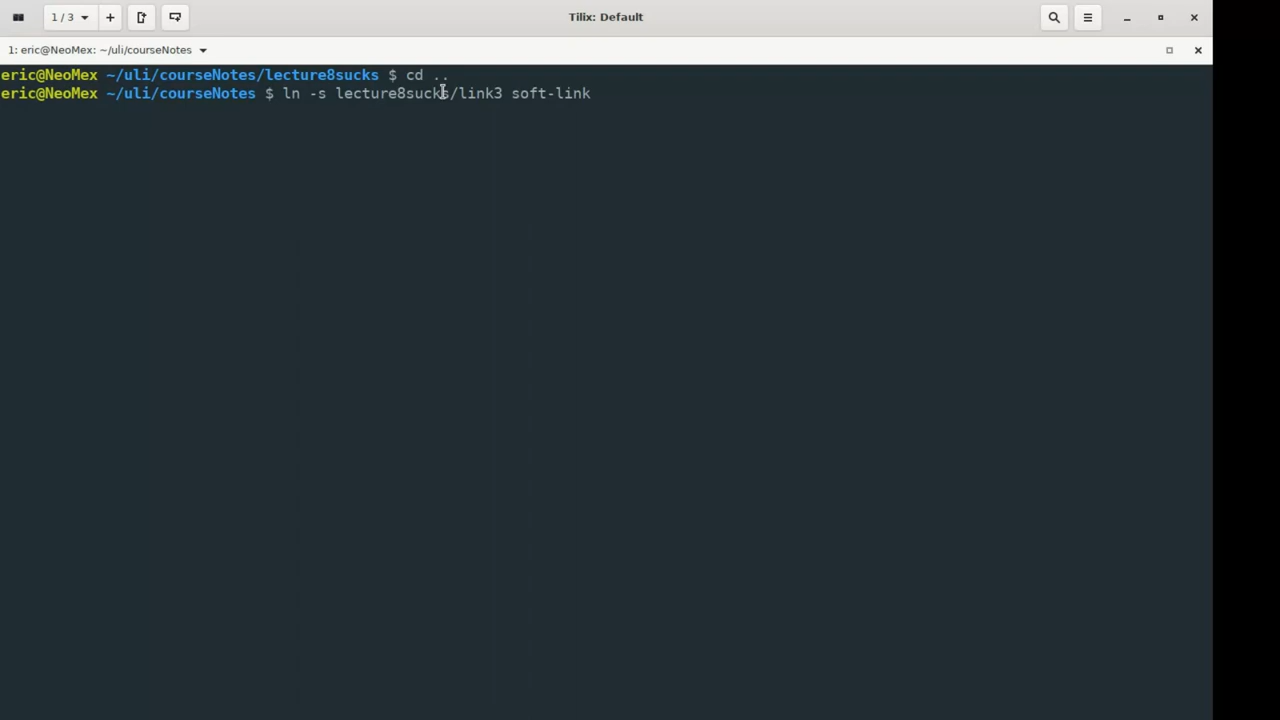 1 / 3
Tilix: Default
1: eric@NeoMex: ~/uli/courseNotes
eric@NeoMex ~/uli/courseNotes/lecture8sucks $ cd ..
eric@NeoMex ~/uli/courseNotes $ ln -s lecture8sucks/link3 soft-link